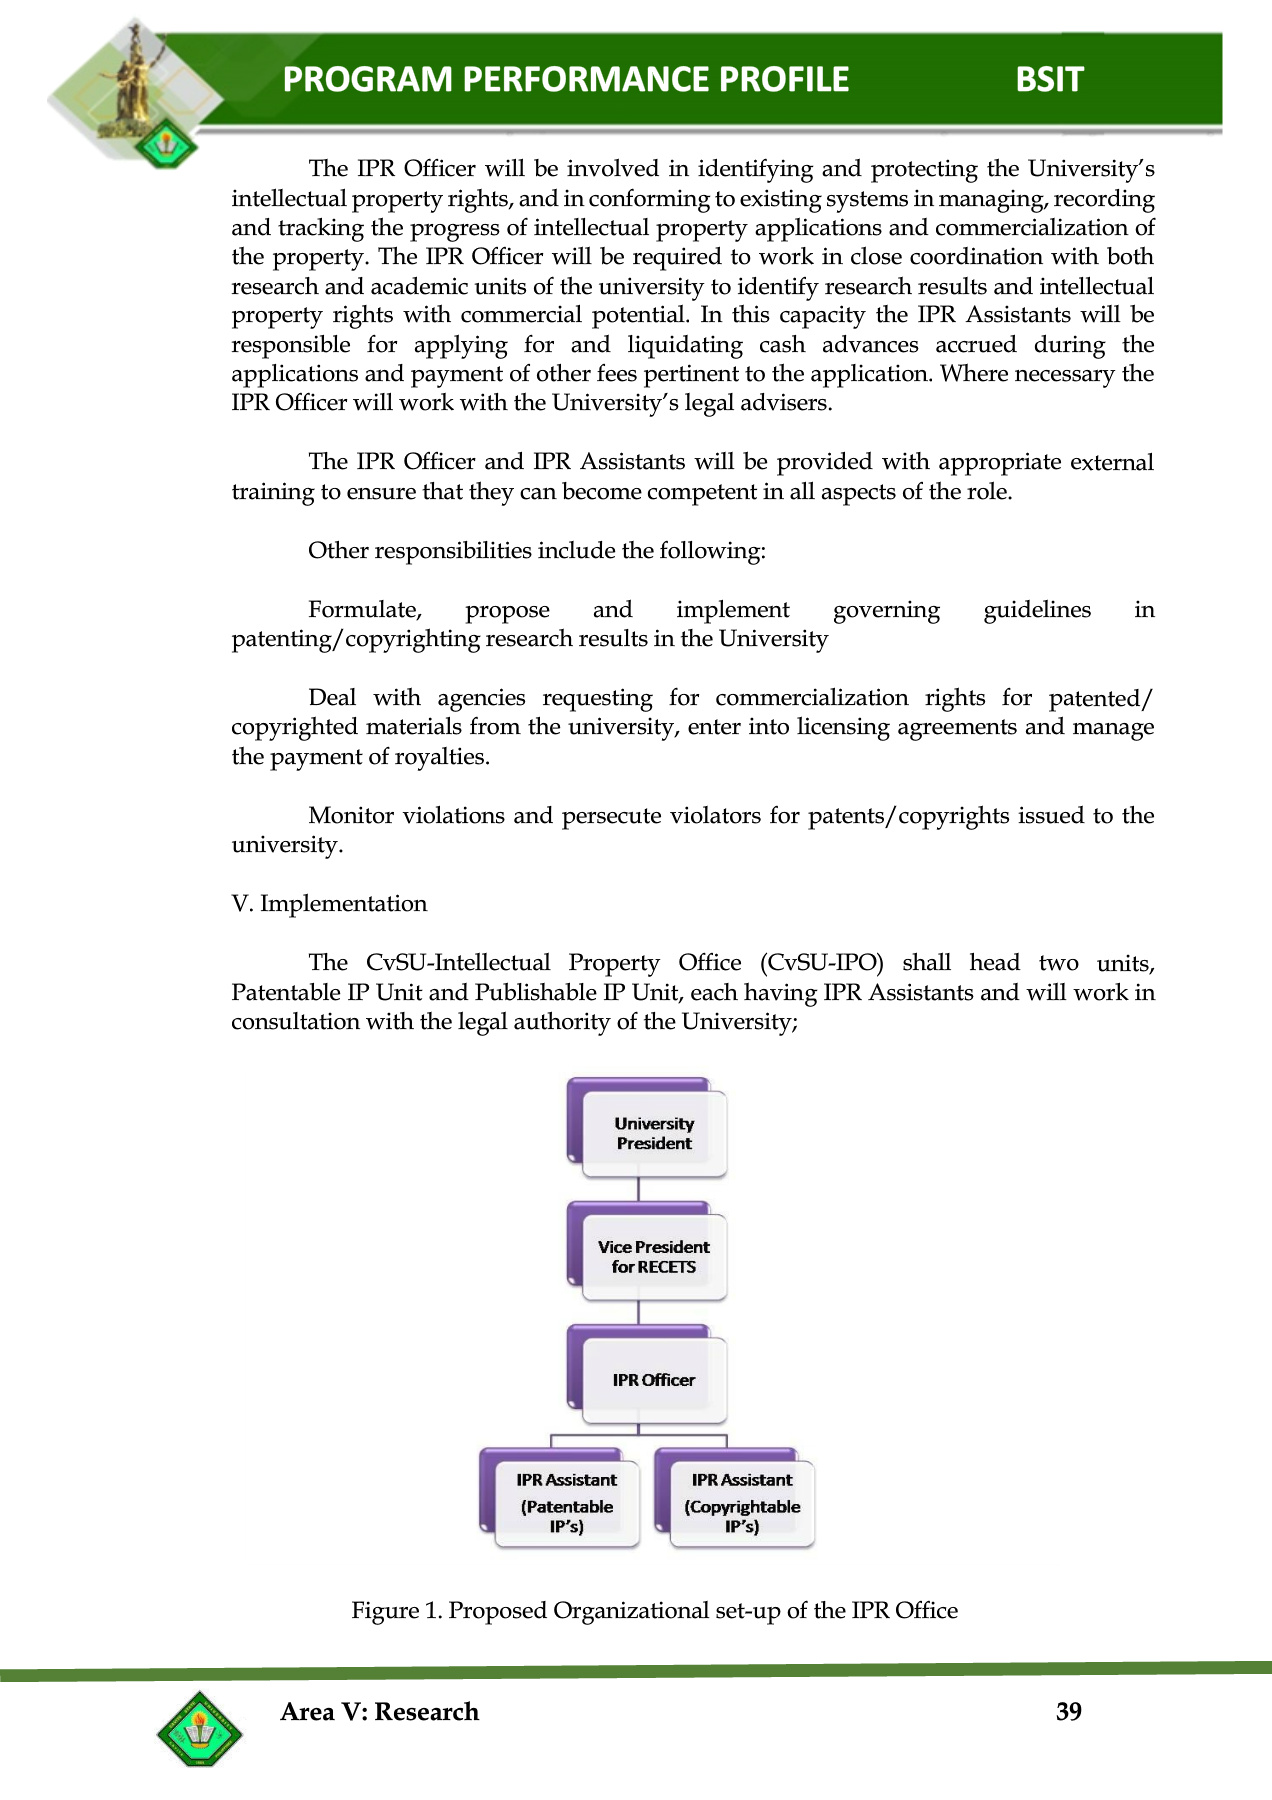 PROGRAM PERFORMANCE PROFILE BSIT
The IPR Officer will be involved in identifying and protecting the University’s
intellectual property rights, and in conforming to existing systems in managing, recording
and tracking the progress of intellectual property applications and commercialization of
the property. The IPR Officer will be required to work in close coordination with both
research and academic units of the university to identify research results and intellectual
property rights with commercial potential. In this capacity the IPR Assistants will be
responsible for applying for and liquidating cash advances accrued during the
applications and payment of other fees pertinent to the application. Where necessary the
IPR Officer will work with the University’s legal advisers.
The IPR Officer and IPR Assistants will be provided with appropriate external
training to ensure that they can become competent in all aspects of the role.
Other responsibilities include the following:
Formulate, propose and implement governing guidelines in
patenting/copyrighting research results in the University
Deal with agencies requesting for commercialization rights for patented/
copyrighted materials from the university, enter into licensing agreements and manage
the payment of royalties.
Monitor violations and persecute violators for patents/copyrights issued to the
university.
V. Implementation
The CvSU-Intellectual Property Office (CvSU-IPO) shall head two units,
Patentable IP Unit and Publishable IP Unit, each having IPR Assistants and will work in
consultation with the legal authority of the University;
University
President
Vice President
for RECETS
IPR Officer
IPR Assistant
(Patentable
IP’s)
IPR Assistant
(Copyrightable
IP’s)
Figure 1. Proposed Organizational set-up of the IPR Office
Area V: Research 39